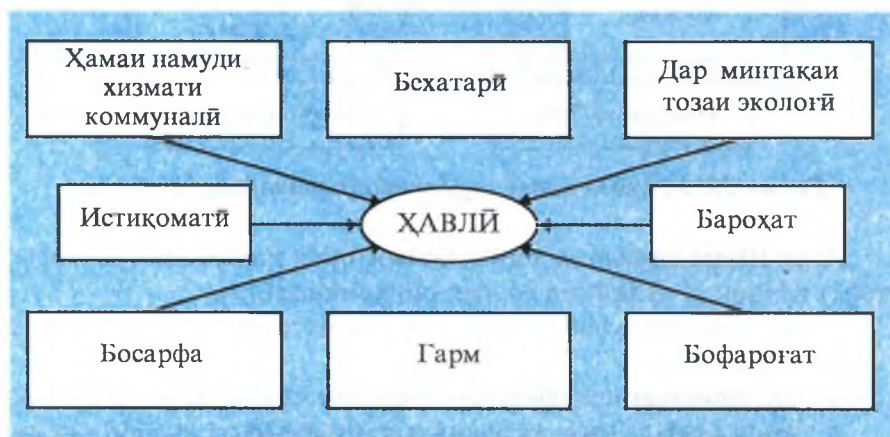 Ҳамаи намуди
хизмати
коммуналӣ
Бехатарӣ
Дар минтақаи
тозаи экологӣ
Истиқоматӣ
ҲАВЛӢ
Бароҳат
Босарфа
Гарм
Бофароғат